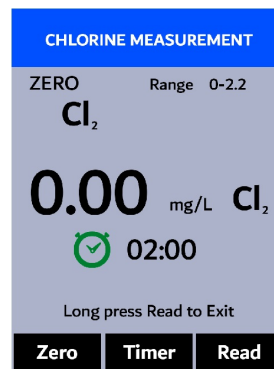 CHLORINE MEASUREMENT
ZERO Range 0-2.2
Cl₂
0.00 mg/L Cl₂
02:00
Long press Read to Exit
Zero Timer Read